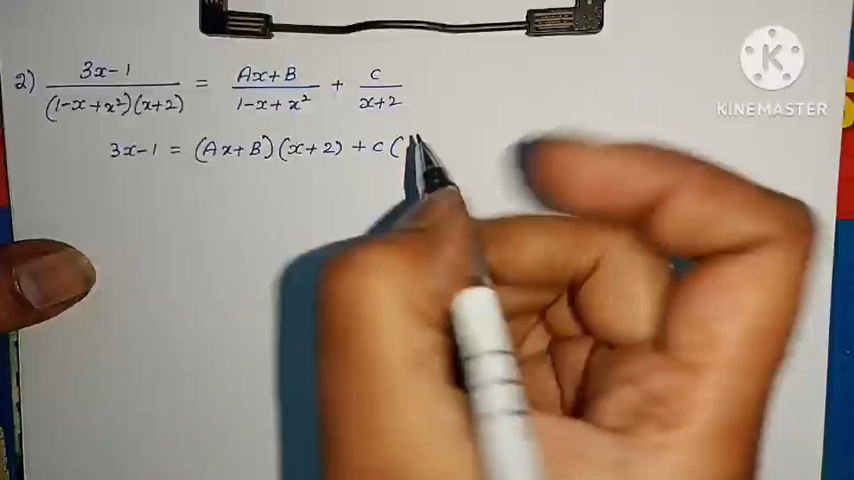 2) 3x-1 / (1-x+x²)(x+2) = Ax+B / 1-x+x² + C / x+2
3x-1 = (Ax+B)(x+2) + C(
K
KINEMASTER